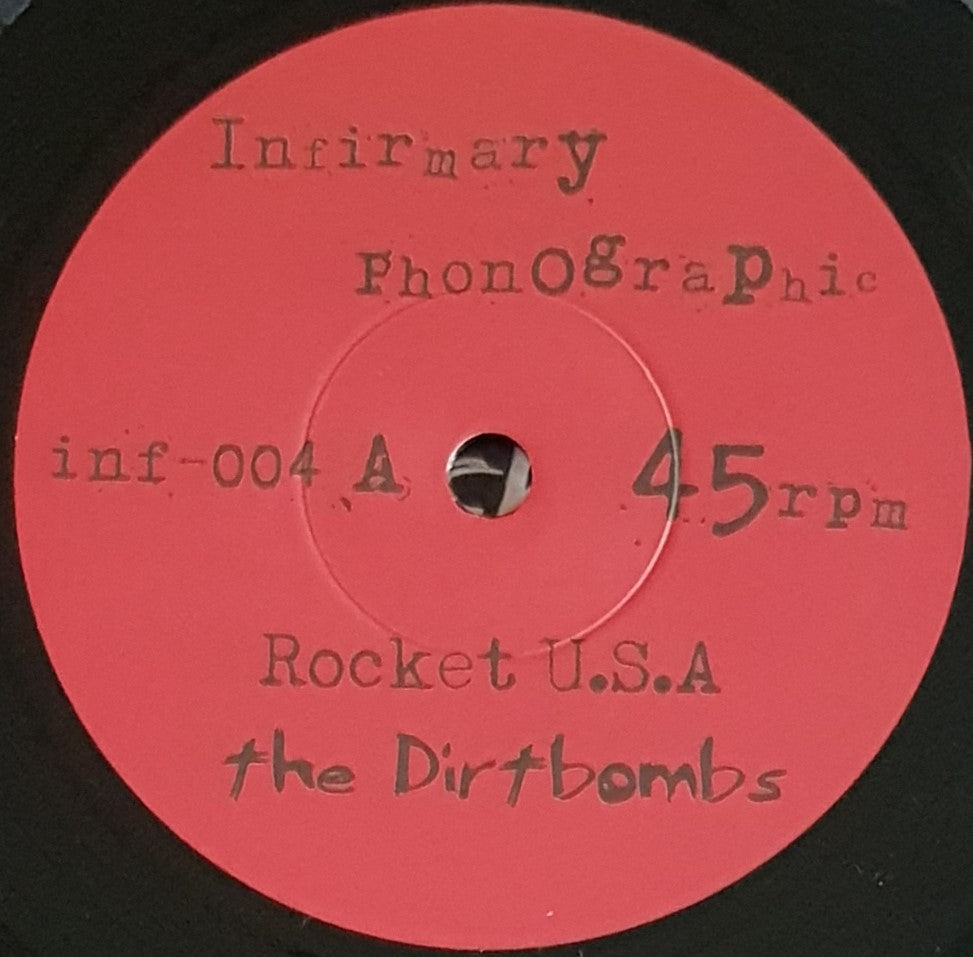 Infirmary
Phonographic
inf-004 A 45rpm
Rocket U.S.A
the Dirtbombs